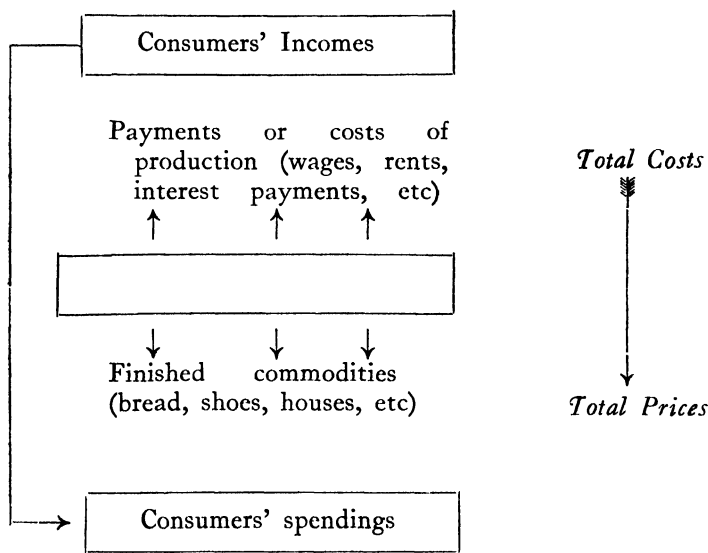 Consumers' Incomes
Payments or costs of
production (wages, rents,
interest payments, etc)
Total Costs
Finished commodities
(bread, shoes, houses, etc)
Total Prices
Consumers' spendings